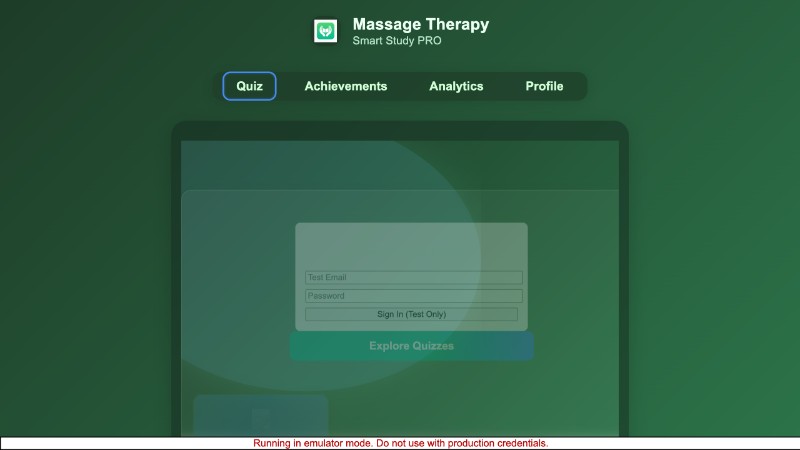 Massage Therapy
Smart Study PRO
Quiz
Achievements
Analytics
Profile
Test Email
Password
Sign In (Test Only)
Explore Quizzes
Running in emulator mode. Do not use with production credentials.